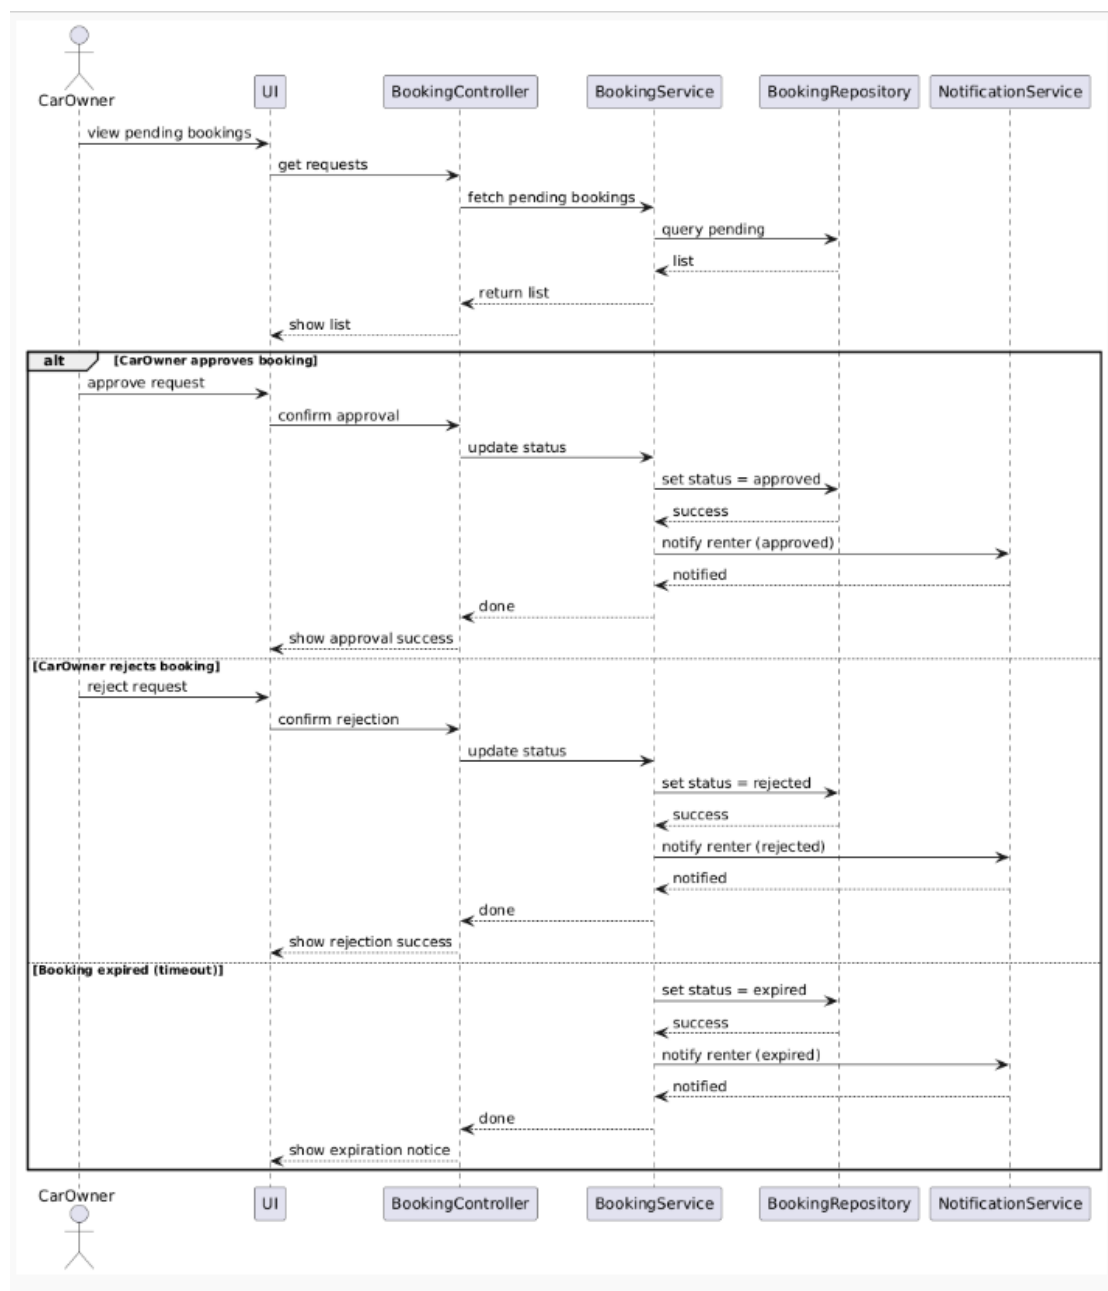 CarOwner
UI
BookingController
BookingService
BookingRepository
NotificationService
view pending bookings
get requests
fetch pending bookings
query pending
list
return list
show list
alt [CarOwner approves booking]
approve request
confirm approval
update status
set status = approved
success
notify renter (approved)
notified
done
show approval success
[CarOwner rejects booking]
reject request
confirm rejection
update status
set status = rejected
success
notify renter (rejected)
notified
done
show rejection success
[Booking expired (timeout)]
set status = expired
success
notify renter (expired)
notified
done
show expiration notice
CarOwner
UI
BookingController
BookingService
BookingRepository
NotificationService